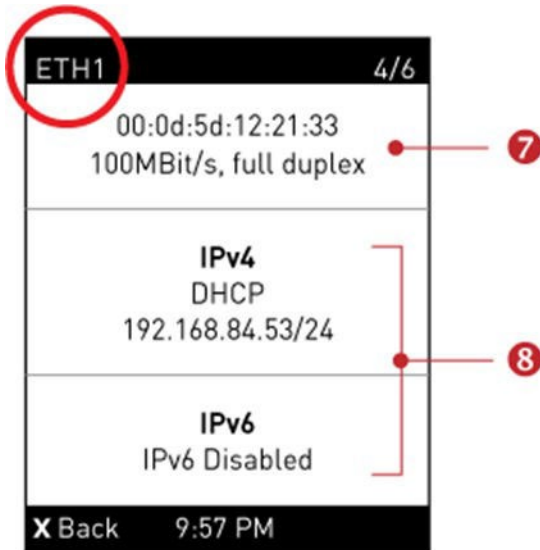 ETH1 4/6
00:0d:5d:12:21:33
100MBit/s, full duplex
7
IPv4
DHCP
192.168.84.53/24
8
IPv6
IPv6 Disabled
X Back 9:57 PM